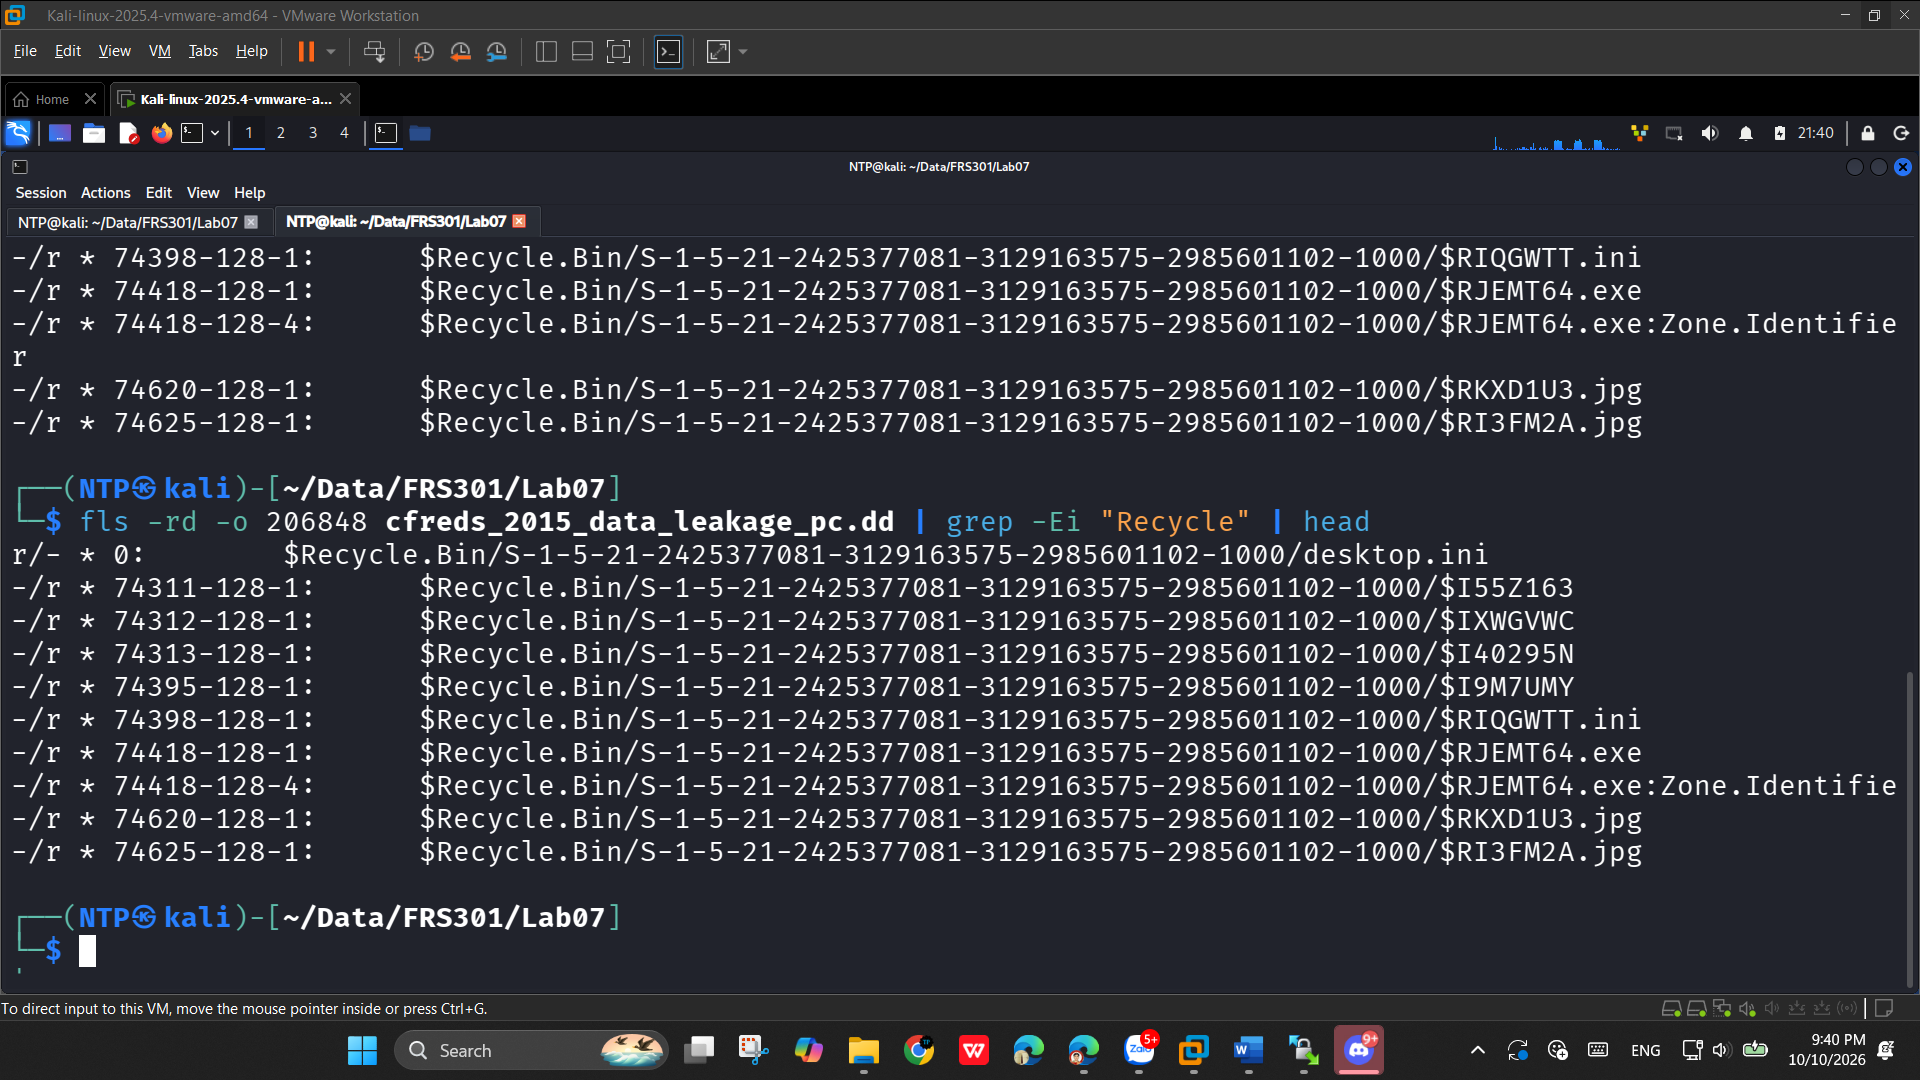 Kali-linux-2025.4-vmware-amd64 - VMware Workstation
File Edit View VM Tabs Help
Home Kali-linux-2025.4-vmware-a...
1 2 3 4 21:40
NTP@kali: ~/Data/FRS301/Lab07
Session Actions Edit View Help
NTP@kali: ~/Data/FRS301/Lab07 NTP@kali: ~/Data/FRS301/Lab07
-/r * 74398-128-1: $Recycle.Bin/S-1-5-21-2425377081-3129163575-2985601102-1000/$RIQGWTT.ini
-/r * 74418-128-1: $Recycle.Bin/S-1-5-21-2425377081-3129163575-2985601102-1000/$RJEMT64.exe
-/r * 74418-128-4: $Recycle.Bin/S-1-5-21-2425377081-3129163575-2985601102-1000/$RJEMT64.exe:Zone.Identifie
r
-/r * 74620-128-1: $Recycle.Bin/S-1-5-21-2425377081-3129163575-2985601102-1000/$RKXD1U3.jpg
-/r * 74625-128-1: $Recycle.Bin/S-1-5-21-2425377081-3129163575-2985601102-1000/$RI3FM2A.jpg
┌──(NTP㉿kali)-[~/Data/FRS301/Lab07]
└─$ fls -rd -o 206848 cfreds_2015_data_leakage_pc.dd | grep -Ei "Recycle" | head
r/- * 0: $Recycle.Bin/S-1-5-21-2425377081-3129163575-2985601102-1000/desktop.ini
-/r * 74311-128-1: $Recycle.Bin/S-1-5-21-2425377081-3129163575-2985601102-1000/$I55Z163
-/r * 74312-128-1: $Recycle.Bin/S-1-5-21-2425377081-3129163575-2985601102-1000/$IXWGVWC
-/r * 74313-128-1: $Recycle.Bin/S-1-5-21-2425377081-3129163575-2985601102-1000/$I40295N
-/r * 74395-128-1: $Recycle.Bin/S-1-5-21-2425377081-3129163575-2985601102-1000/$I9M7UMY
-/r * 74398-128-1: $Recycle.Bin/S-1-5-21-2425377081-3129163575-2985601102-1000/$RIQGWTT.ini
-/r * 74418-128-1: $Recycle.Bin/S-1-5-21-2425377081-3129163575-2985601102-1000/$RJEMT64.exe
-/r * 74418-128-4: $Recycle.Bin/S-1-5-21-2425377081-3129163575-2985601102-1000/$RJEMT64.exe:Zone.Identifie
-/r * 74620-128-1: $Recycle.Bin/S-1-5-21-2425377081-3129163575-2985601102-1000/$RKXD1U3.jpg
-/r * 74625-128-1: $Recycle.Bin/S-1-5-21-2425377081-3129163575-2985601102-1000/$RI3FM2A.jpg
┌──(NTP㉿kali)-[~/Data/FRS301/Lab07]
└─$
To direct input to this VM, move the mouse pointer inside or press Ctrl+G.
Search Zalo 5+ W 9+ ENG 9:40 PM
10/10/2026